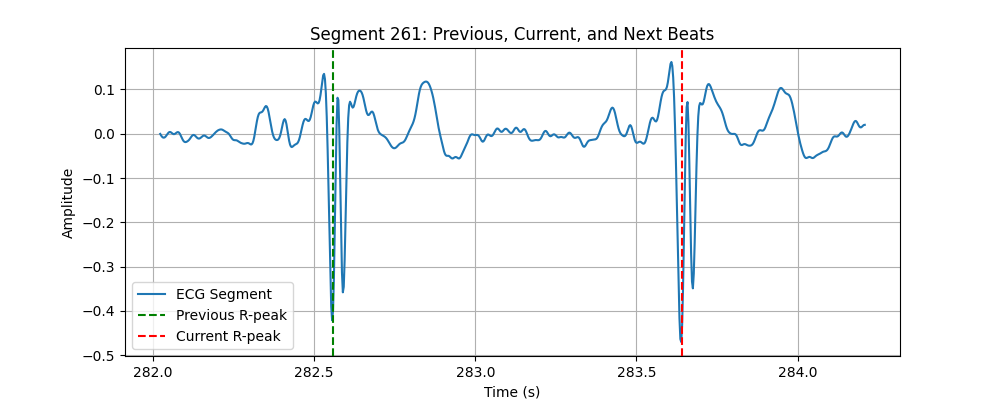 Segment 261: Previous, Current, and Next Beats
Amplitude
0.1
0.0
−0.1
−0.2
−0.3
−0.4
−0.5
ECG Segment
Previous R-peak
Current R-peak
282.0 282.5 283.0 283.5 284.0
Time (s)